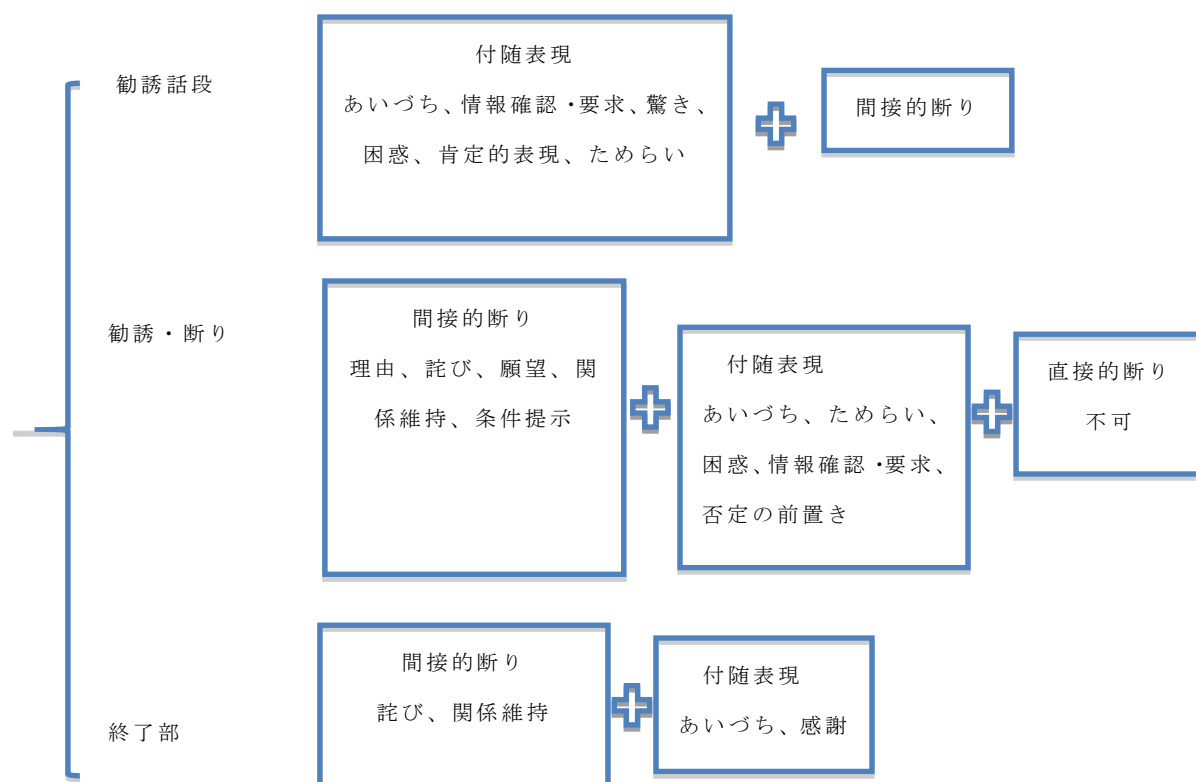 勧誘話段
付随表現
あいづち、情報確認・要求、驚き、
困惑、肯定的表現、ためらい
間接的断り
勧誘・断り
間接的断り
理由、詫び、願望、関
係維持、条件提示
付随表現
あいづち、ためらい、
困惑、情報確認・要求、
否定の前置き
直接的断り
不可
終了部
間接的断り
詫び、関係維持
付随表現
あいづち、感謝